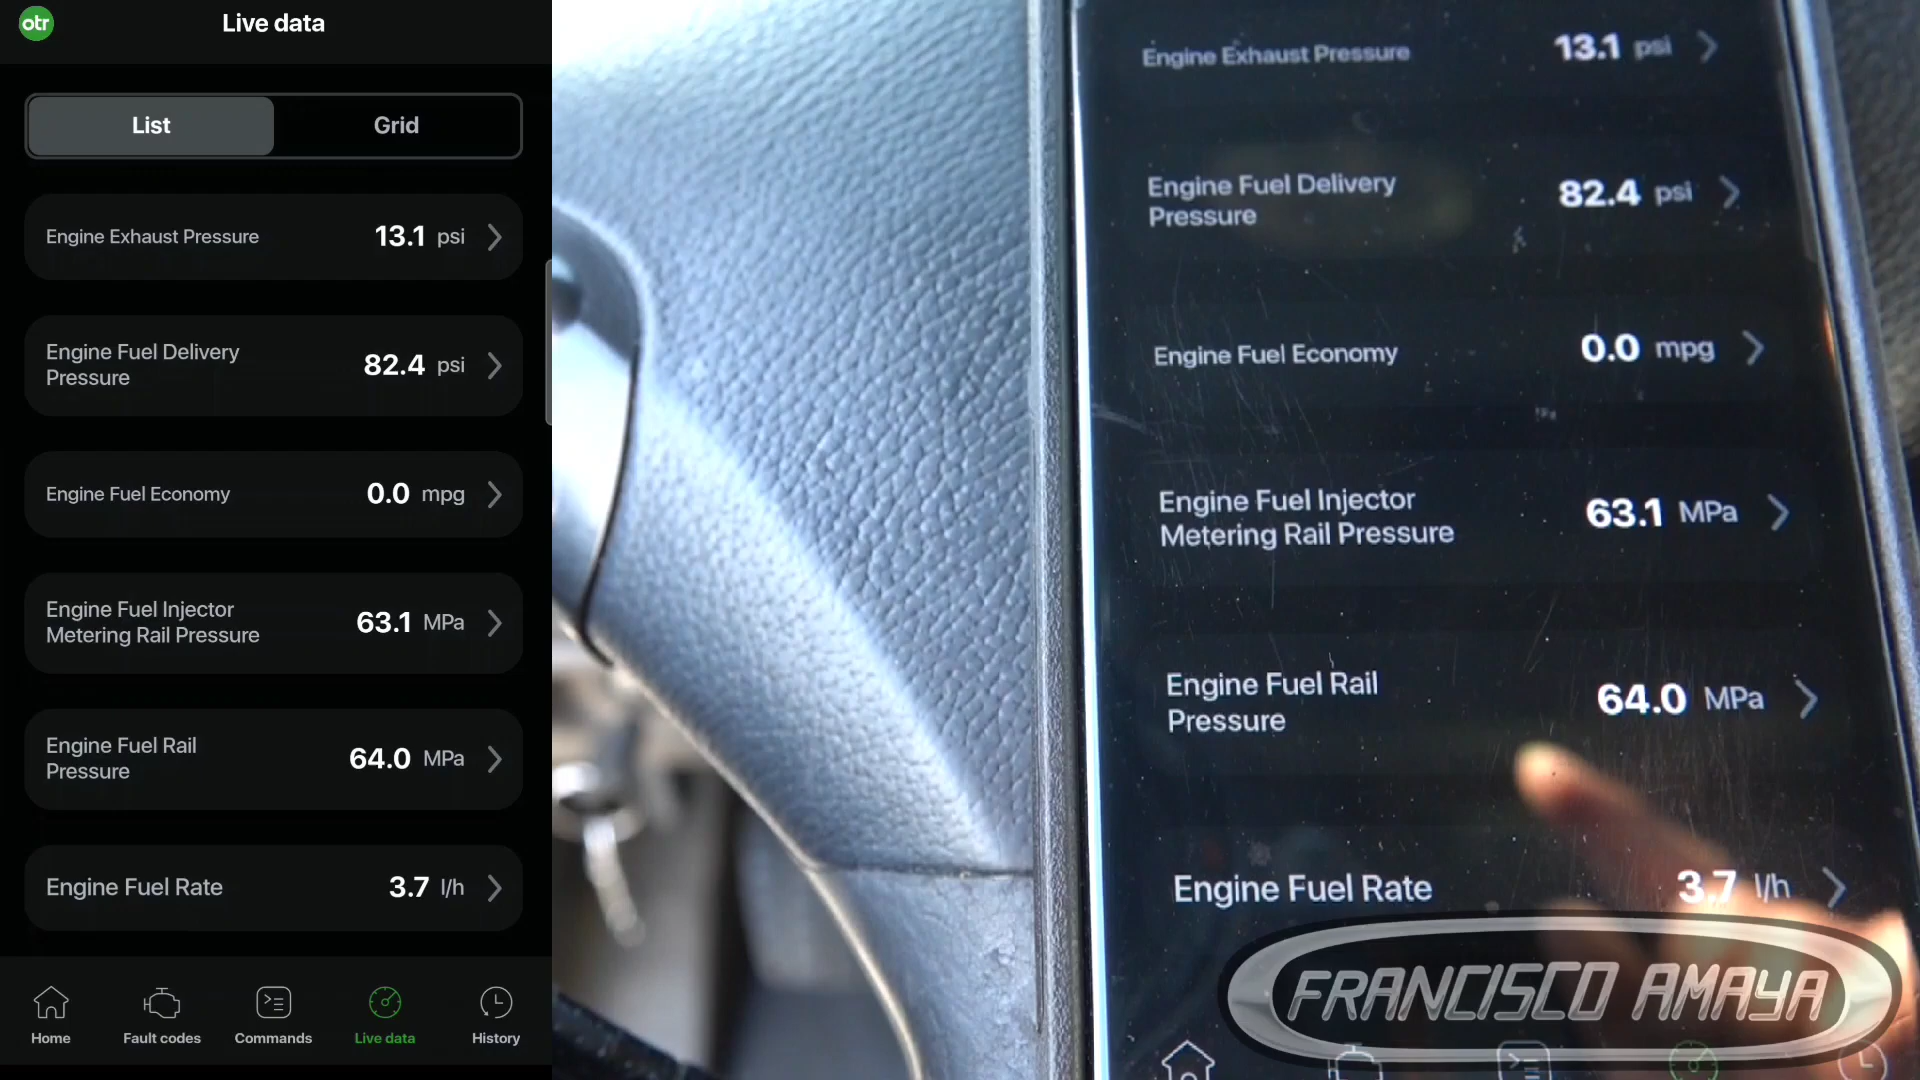 otr
Live data
List
Grid
Engine Exhaust Pressure
13.1 psi
Engine Fuel Delivery
Pressure
82.4 psi
Engine Fuel Economy
0.0 mpg
Engine Fuel Injector
Metering Rail Pressure
63.1 MPa
Engine Fuel Rail
Pressure
64.0 MPa
Engine Fuel Rate
3.7 l/h
Home
Fault codes
Commands
Live data
History
Engine Exhaust Pressure
13.1 psi
Engine Fuel Delivery
Pressure
82.4 psi
Engine Fuel Economy
0.0 mpg
Engine Fuel Injector
Metering Rail Pressure
63.1 MPa
Engine Fuel Rail
Pressure
64.0 MPa
Engine Fuel Rate
3.7 l/h
FRANCISCO AMAYA